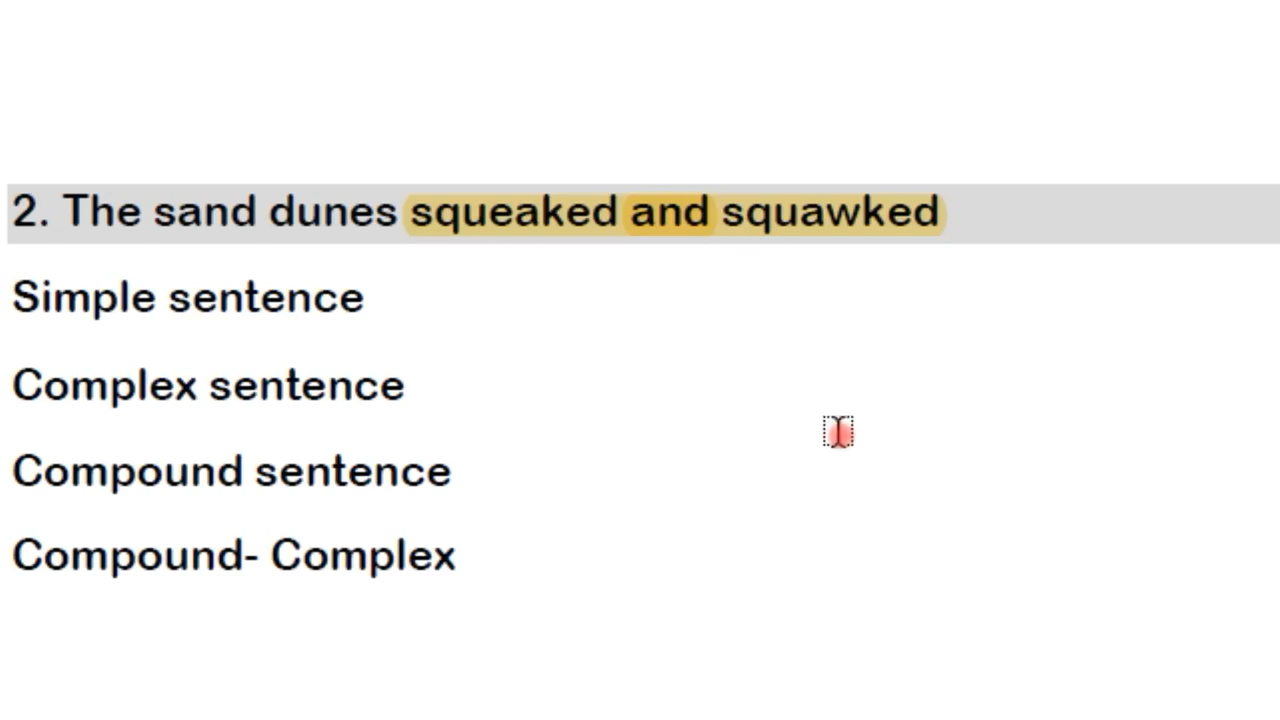 2. The sand dunes squeaked and squawked
Simple sentence
Complex sentence
Compound sentence
Compound- Complex